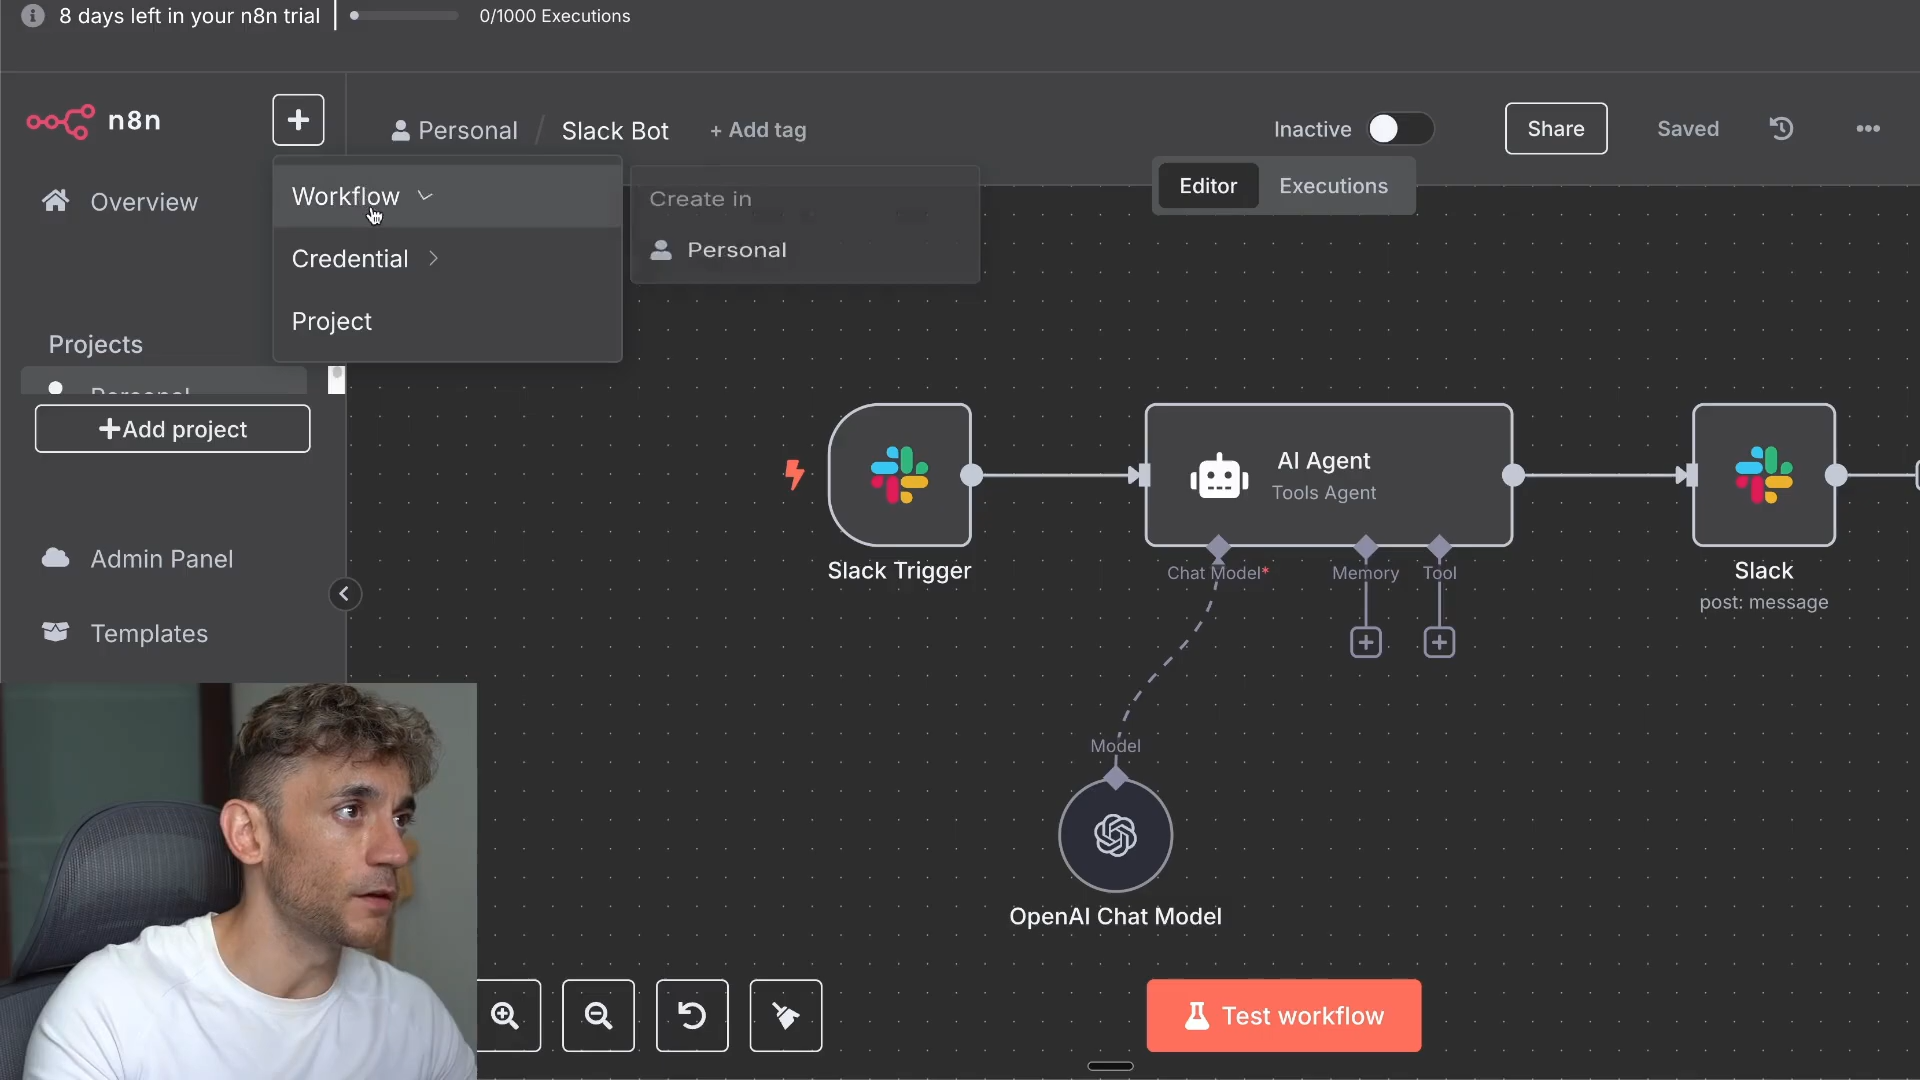 8 days left in your n8n trial
0/1000 Executions
n8n
Personal / Slack Bot
+ Add tag
Inactive
Share
Saved
Workflow
Create in
Editor
Executions
Overview
Personal
Credential
Project
Projects
Personal
Add project
AI Agent
Tools Agent
Slack Trigger
Chat Model*
Memory
Tool
Slack
post: message
Admin Panel
Templates
Model
OpenAI Chat Model
Test workflow